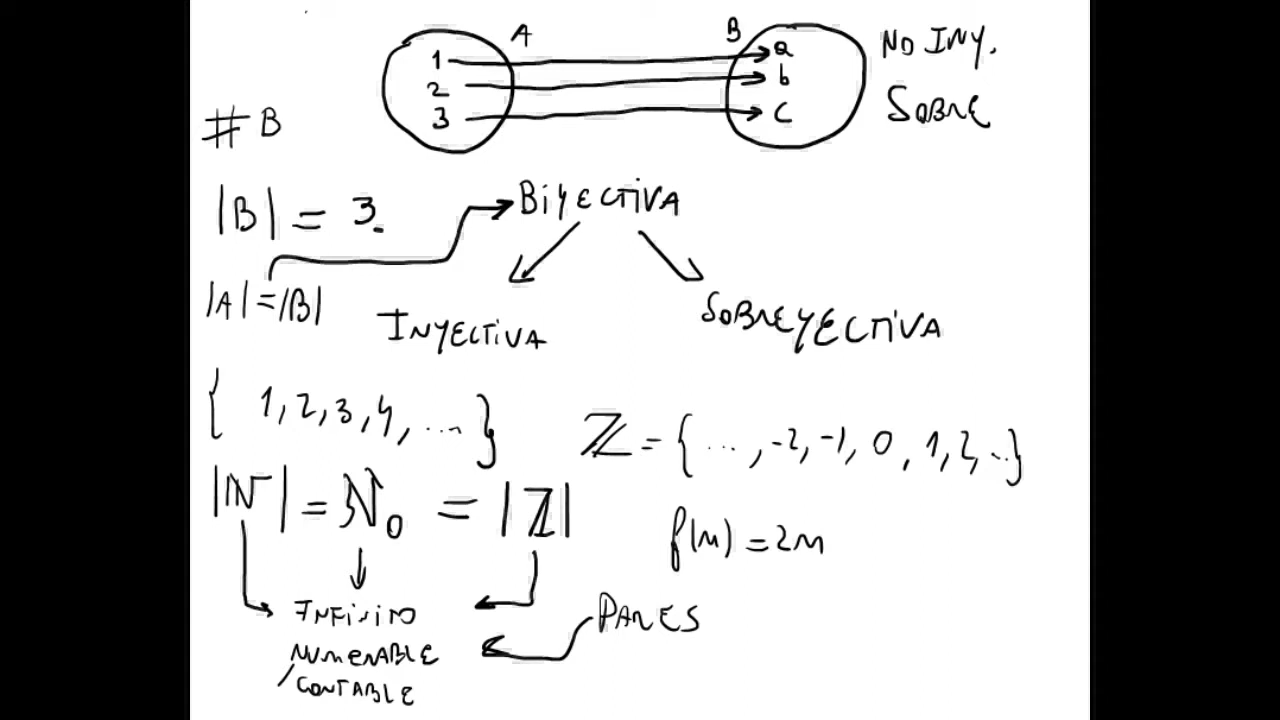 A B
1 a
2 b
3 c
NO INY.
SOBRE
# B
|B| = 3.
BiyECTiVA
|A| = |B|
INYECTiVA
SOBREyECTiVA
{ 1, 2, 3, 4, ... }
ℤ = { ..., -2, -1, 0, 1, 2, ... }
|ℕ| = ℵ₀ = |ℤ|
f(n) = 2n
INFiNiTO
NUMERABLE
/CONTABLE
PARES